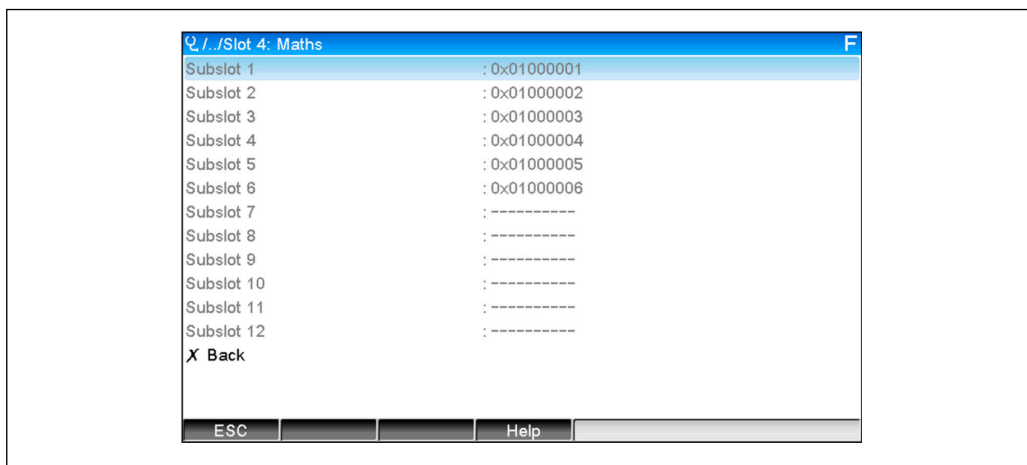 /../Slot 4: Maths F
Subslot 1 : 0x01000001
Subslot 2 : 0x01000002
Subslot 3 : 0x01000003
Subslot 4 : 0x01000004
Subslot 5 : 0x01000005
Subslot 6 : 0x01000006
Subslot 7 : ----------
Subslot 8 : ----------
Subslot 9 : ----------
Subslot 10 : ----------
Subslot 11 : ----------
Subslot 12 : ----------
X Back
ESC Help